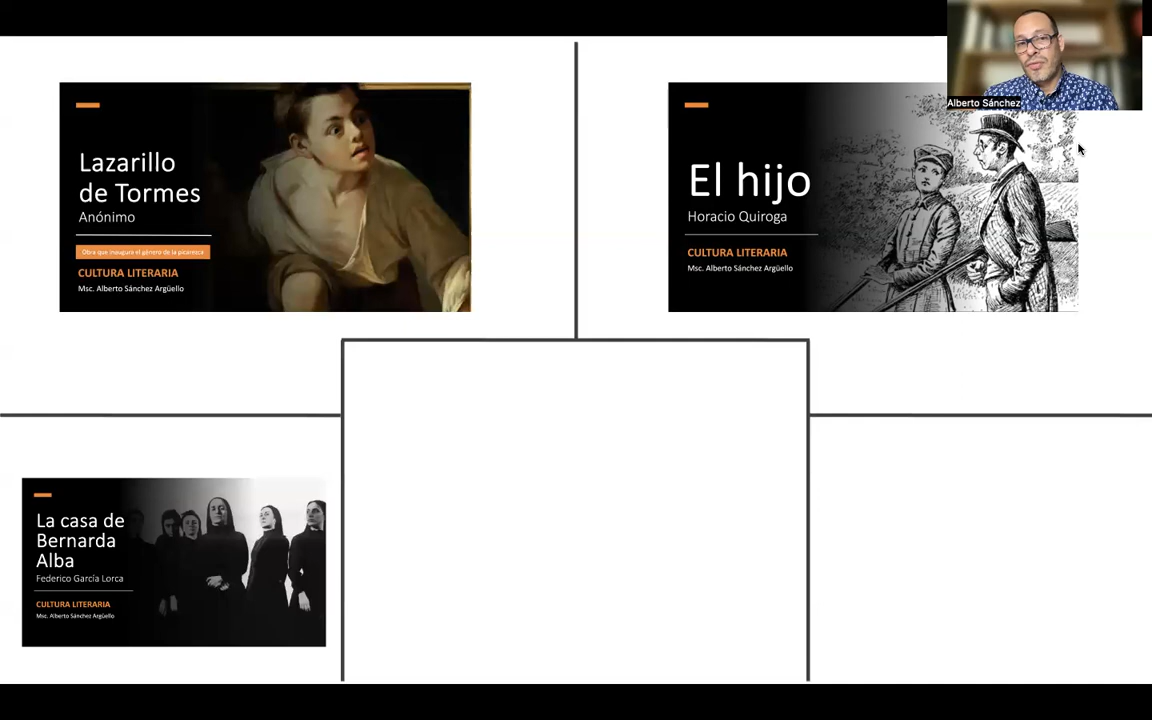 Alberto Sánchez
Lazarillo
de Tormes
Anónimo
Obra que inaugura el género de la picaresca
CULTURA LITERARIA
Msc. Alberto Sánchez Argüello
El hijo
Horacio Quiroga
CULTURA LITERARIA
Msc. Alberto Sánchez Argüello
La casa de
Bernarda
Alba
Federico García Lorca
CULTURA LITERARIA
Msc. Alberto Sánchez Argüello